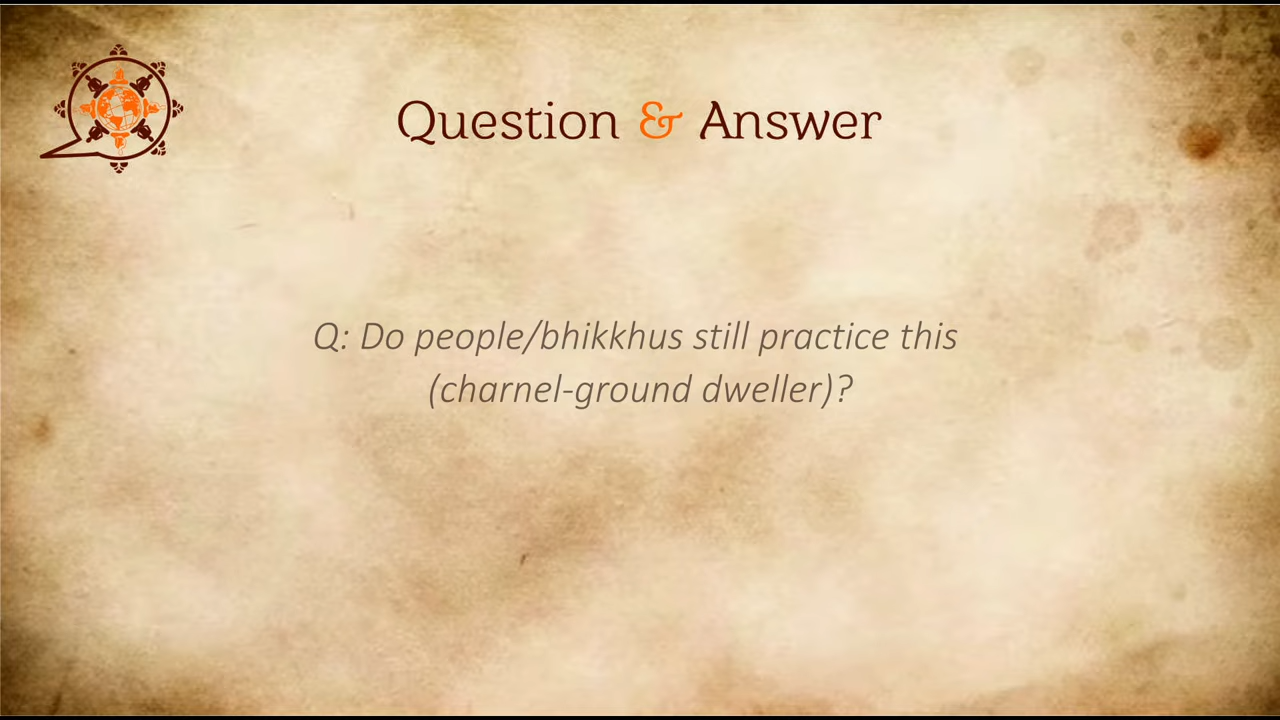 Question & Answer
Q: Do people/bhikkhus still practice this
(charnel-ground dweller)?